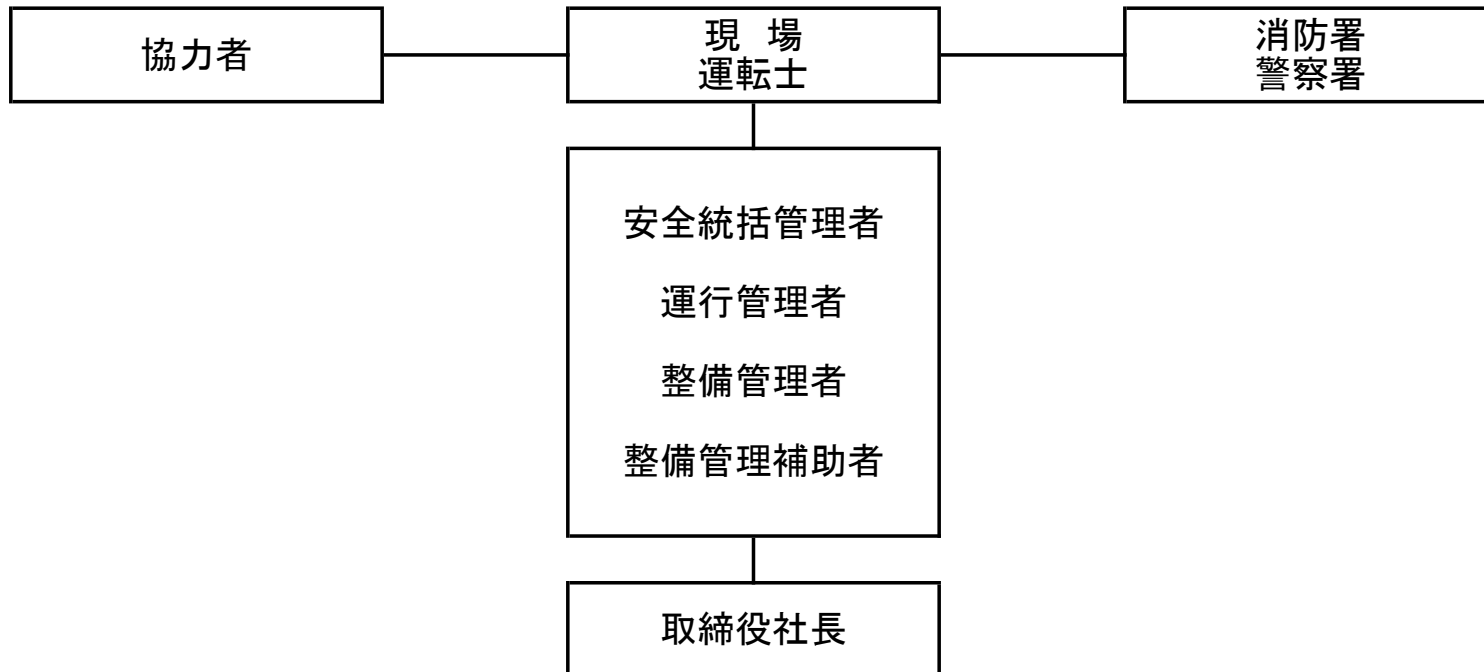 協力者
現　場
運転士
消防署
警察署
安全統括管理者
運行管理者
整備管理者
整備管理補助者
取締役社長